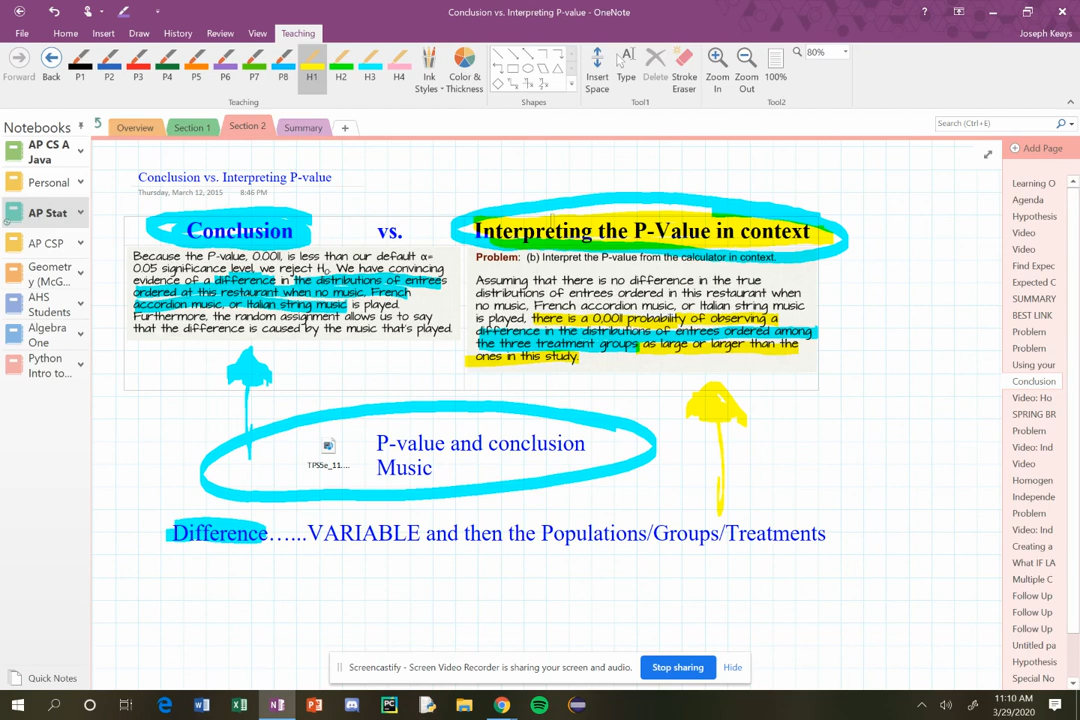 Conclusion vs. Interpreting P-value - OneNote
?
Joseph Keays
File
Home
Insert
Draw
History
Review
View
Teaching
Forward
Back
P1
P2
P3
P4
P5
P6
P7
P8
H1
H2
H3
H4
Ink Styles
Color & Thickness
Insert Space
Type
Delete
Stroke Eraser
Zoom In
Zoom Out
100%
80%
Teaching
Shapes
Tool1
Tool2
Notebooks
Overview
Section 1
Section 2
Summary
+
Search (Ctrl+E)
AP CS A
Java
Personal
AP Stat
AP CSP
Geometr
y (McG...
AHS
Students
Algebra
One
Python
Intro to...
Quick Notes
Conclusion vs. Interpreting P-value
Thursday, March 12, 2015 8:46 PM
Conclusion vs. Interpreting the P-Value in context
Because the P-value, 0.0011, is less than our default α=
0.05 significance level, we reject H0. We have convincing
evidence of a difference in the distributions of entrees
ordered at this restaurant when no music, French
accordion music, or Italian string music is played.
Furthermore, the random assignment allows us to say
that the difference is caused by the music that's played.
Problem: (b) Interpret the P-value from the calculator in context.
Assuming that there is no difference in the true
distributions of entrees ordered in this restaurant when
no music, French accordion music, or Italian string music
is played, there is a 0.0011 probability of observing a
difference in the distributions of entrees ordered among
the three treatment groups as large or larger than the
ones in this study.
TPS5e_11....
P-value and conclusion
Music
Difference…...VARIABLE and then the Populations/Groups/Treatments
Add Page
Learning O
Agenda
Hypothesis
Video
Video
Find Expec
Expected C
SUMMARY
BEST LINK
Problem
Problem
Using your
Conclusion
Video: Ho
SPRING BR
Problem
Video: Ind
Video
Homogen
Independe
Problem
Video: Ind
Creating a
What IF LA
Multiple C
Follow Up
Follow Up
Follow Up
Untitled pa
Hypothesis
Special No
Screencastify - Screen Video Recorder is sharing your screen and audio.
Stop sharing
Hide
11:10 AM
3/29/2020